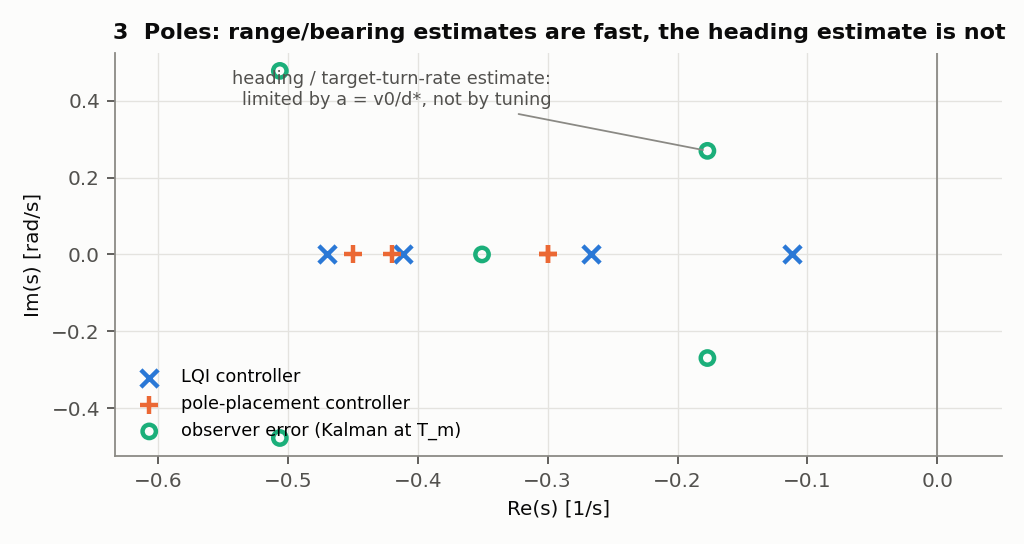 3 Poles: range/bearing estimates are fast, the heading estimate is not
heading / target-turn-rate estimate:
limited by a = v0/d*, not by tuning
0.4
0.2
0.0
−0.2
−0.4
Im(s) [rad/s]
LQI controller
pole-placement controller
observer error (Kalman at T_m)
−0.6
−0.5
−0.4
−0.3
−0.2
−0.1
0.0
Re(s) [1/s]